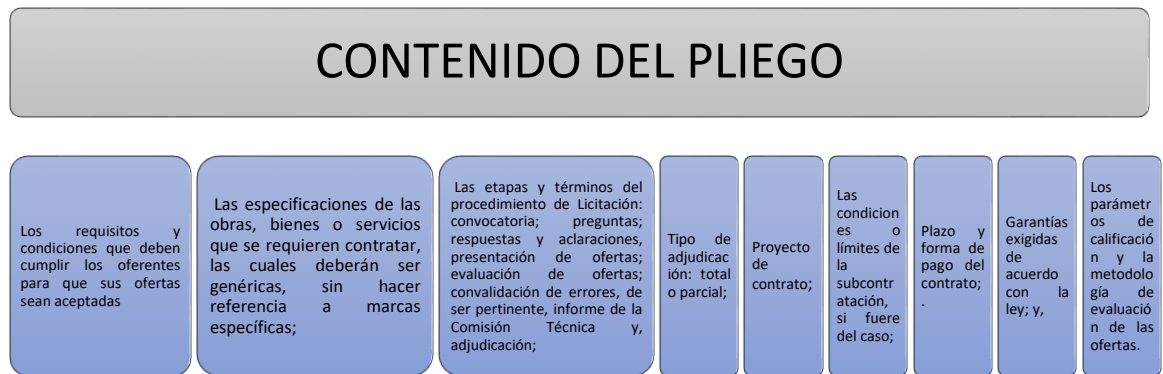 CONTENIDO DEL PLIEGO
Los requisitos y
condiciones que deben
cumplir los oferentes
para que sus ofertas
sean aceptadas
Las especificaciones de las
obras, bienes o servicios
que se requieren contratar,
las cuales deberán ser
genéricas, sin hacer
referencia a marcas
específicas;
Las etapas y términos del
procedimiento de Licitación:
convocatoria; preguntas;
respuestas y aclaraciones,
presentación de ofertas;
evaluación de ofertas;
convalidación de errores, de
ser pertinente, informe de la
Comisión Técnica y,
adjudicación;
Tipo de
adjudicac
ión: total
o parcial;
Proyecto
de
contrato;
Las
condicion
es o
límites de
la
subcontr
atación,
si fuere
del caso;
Plazo y
forma de
pago del
contrato;
.
Garantías
exigidas
de
acuerdo
con la
ley; y,
Los
parámetr
os de
calificació
n y la
metodolo
gía de
evaluació
n de las
ofertas.